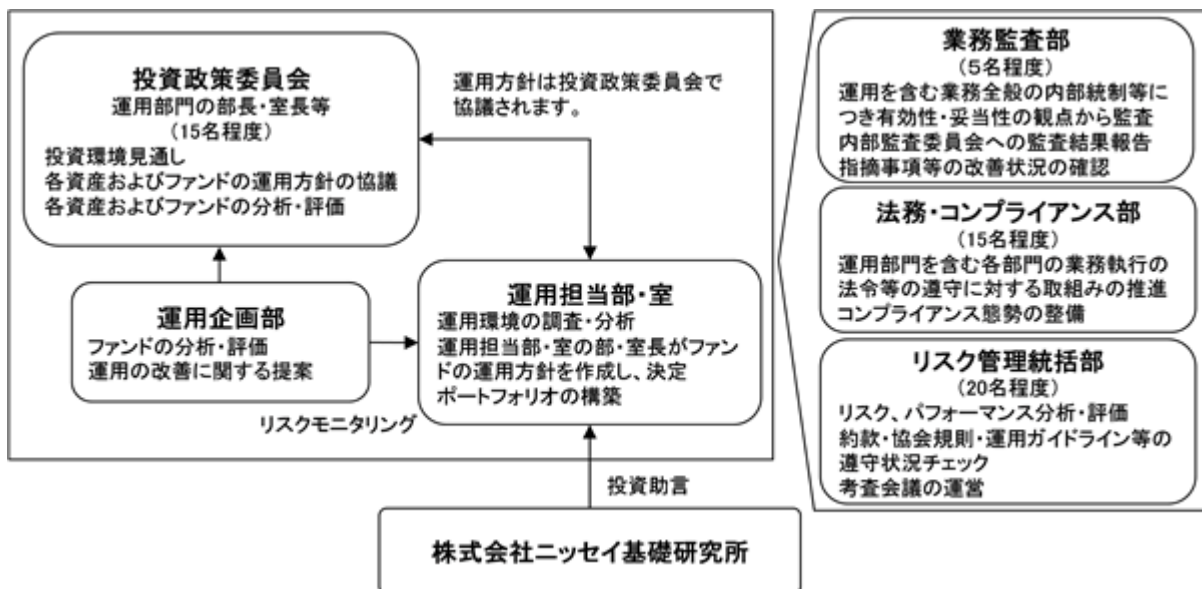 投資政策委員会
運用部門の部長・室長等
(15名程度)
投資環境見通し
各資産およびファンドの運用方針の協議
各資産およびファンドの分析・評価
運用方針は投資政策委員会で
協議されます。
運用企画部
ファンドの分析・評価
運用の改善に関する提案
リスクモニタリング
運用担当部・室
運用環境の調査・分析
運用担当部・室の部・室長がファン
ドの運用方針を作成し、決定
ポートフォリオの構築
投資助言
株式会社ニッセイ基礎研究所
業務監査部
(5名程度)
運用を含む業務全般の内部統制等に
つき有効性・妥当性の観点から監査
内部監査委員会への監査結果報告
指摘事項等の改善状況の確認
法務・コンプライアンス部
(15名程度)
運用部門を含む各部門の業務執行の
法令等の遵守に対する取組みの推進
コンプライアンス態勢の整備
リスク管理統括部
(20名程度)
リスク、パフォーマンス分析・評価
約款・協会規則・運用ガイドライン等の
遵守状況チェック
考査会議の運営